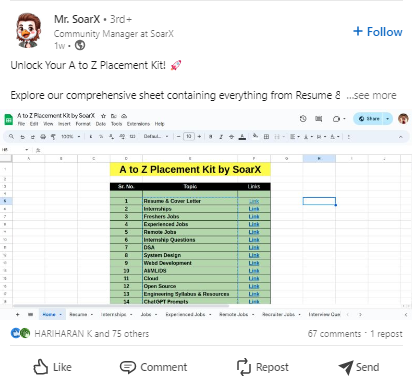 Mr. SoarX • 3rd+
Community Manager at SoarX
1w •
+ Follow
Unlock Your A to Z Placement Kit! 🚀
Explore our comprehensive sheet containing everything from Resume & ...see more
A to Z Placement Kit by SoarX
File Edit View Insert Format Data Tools Extensions Help
Share
100%
Defaul...
10
A to Z Placement Kit by SoarX
Sr. No. Topic Links
1 Resume & Cover Letter Link
2 Internships Link
3 Freshers Jobs Link
4 Experienced Jobs Link
5 Remote Jobs Link
6 Internship Questions Link
7 DSA Link
8 System Design Link
9 Webd Development Link
10 AI/ML/DS Link
11 Cloud Link
12 Open Source Link
13 Engineering Syllabus & Resources Link
14 ChatGPT Prompts Link
Home Resume Internships Jobs Experienced Jobs Remote Jobs Recruiter Jobs Interview Que
HARIHARAN K and 75 others
67 comments • 1 repost
Like Comment Repost Send